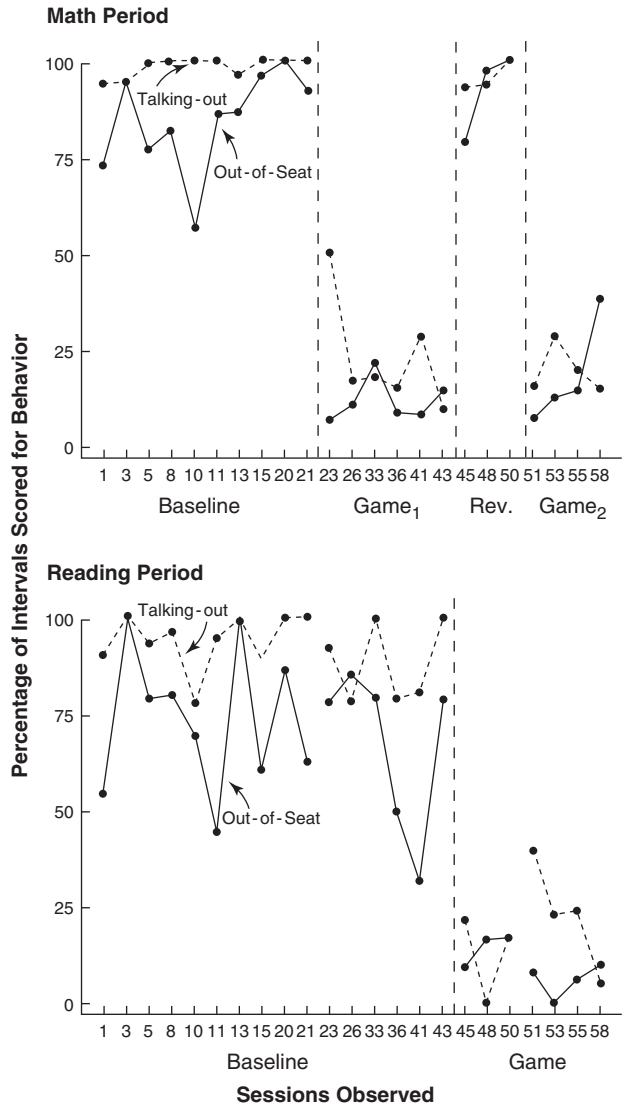 Math Period
100
Talking-out
75
Out-of-Seat
50
25
0
1 3 5 8 10 11 13 15 20 21 23 26 33 36 41 43 45 48 50 51 53 55 58
Baseline Game1 Rev. Game2
Percentage of Intervals Scored for Behavior
Reading Period
100
Talking-out
75
50
Out-of-Seat
25
0
1 3 5 8 10 11 13 15 20 21 23 26 33 36 41 43 45 48 50 51 53 55 58
Baseline Game
Sessions Observed